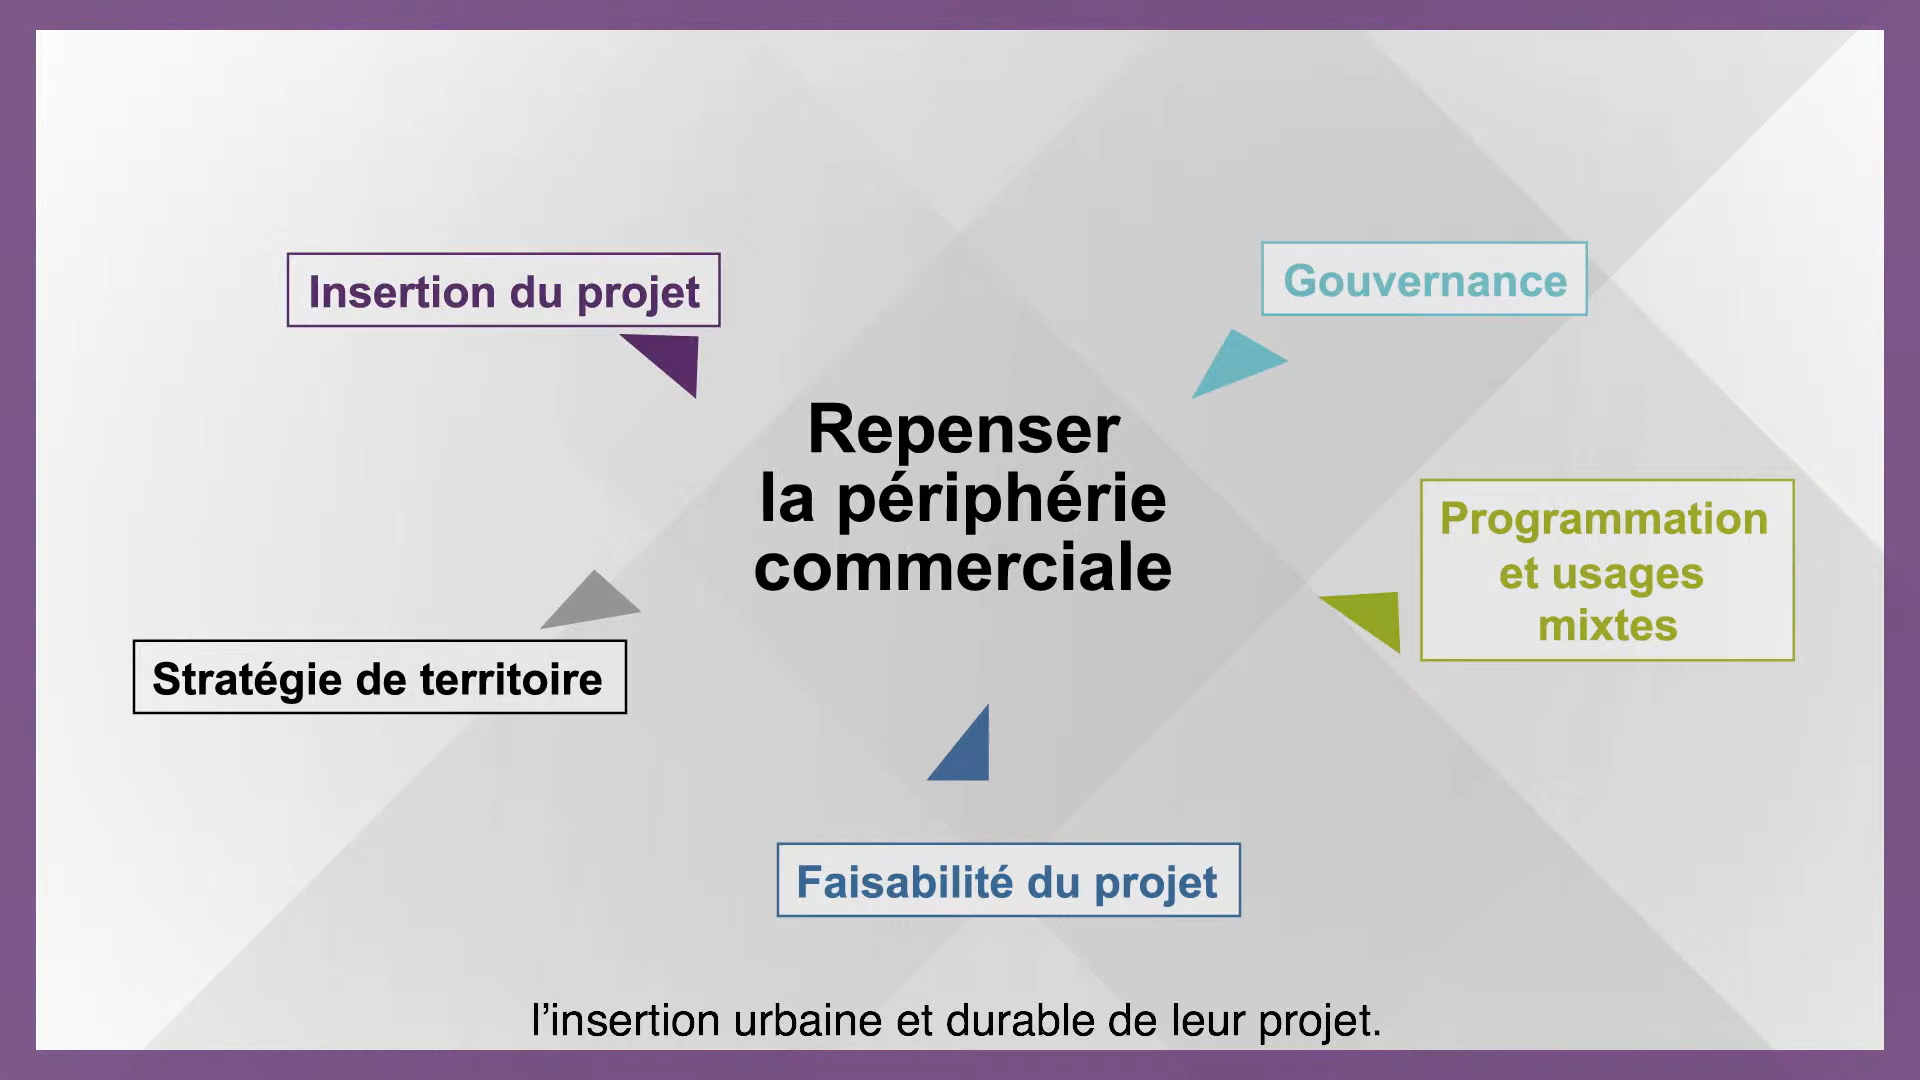 Insertion du projet
Gouvernance
Repenser
la périphérie
commerciale
Programmation
et usages
mixtes
Stratégie de territoire
Faisabilité du projet
l’insertion urbaine et durable de leur projet.